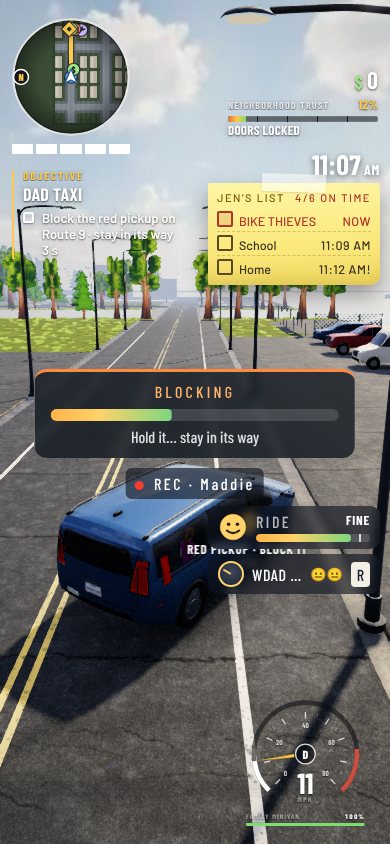 N
$ 0
NEIGHBORHOOD TRUST 12%
DOORS LOCKED
11:07 AM
OBJECTIVE
DAD TAXI
Block the red pickup on
Route 9 · stay in its way
3 s
JEN'S LIST 4/6 ON TIME
BIKE THIEVES NOW
School 11:09 AM
Home 11:12 AM!
BLOCKING
Hold it... stay in its way
REC · Maddie
RIDE FINE
RED PICKUP · BLOCK IT
WDAD ... R
0 20 40 60 80
D
11
MPH
FAMILY MINIVAN 100%